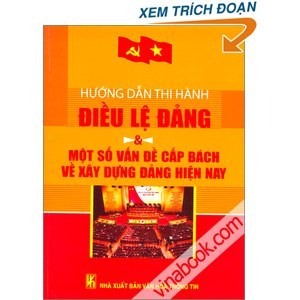 XEM TRÍCH ĐOẠN
HƯỚNG DẪN THI HÀNH
ĐIỀU LỆ ĐẢNG
&
MỘT SỐ VẤN ĐỀ CẤP BÁCH
VỀ XÂY DỰNG ĐẢNG HIỆN NAY
NHÀ XUẤT BẢN VĂN HÓA THÔNG TIN
vinabook.com